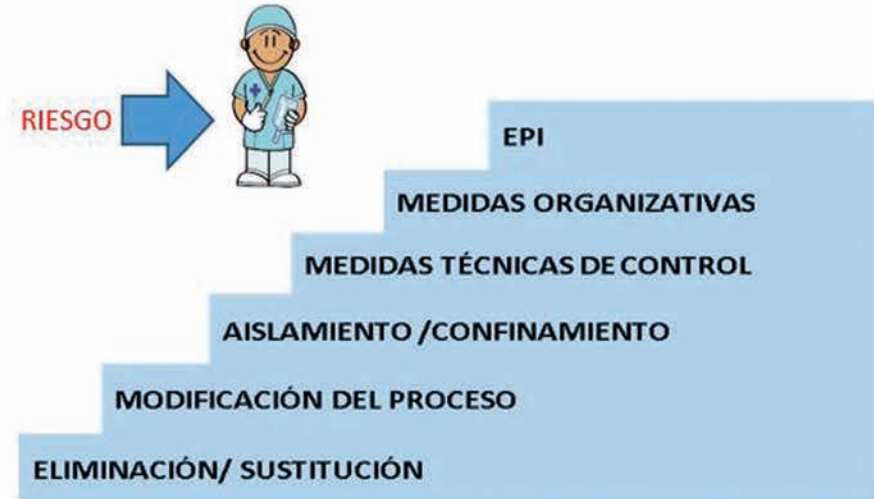 RIESGO
EPI
MEDIDAS ORGANIZATIVAS
MEDIDAS TÉCNICAS DE CONTROL
AISLAMIENTO /CONFINAMIENTO
MODIFICACIÓN DEL PROCESO
ELIMINACIÓN/ SUSTITUCIÓN